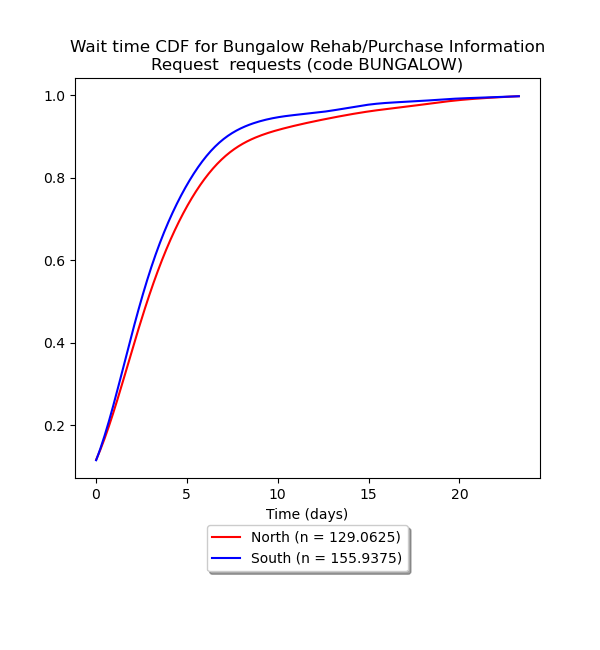 Wait time CDF for Bungalow Rehab/Purchase Information
Request  requests (code BUNGALOW)
1.0
0.8
0.6
0.4
0.2
0 5 10 15 20
Time (days)
North (n = 129.0625)
South (n = 155.9375)